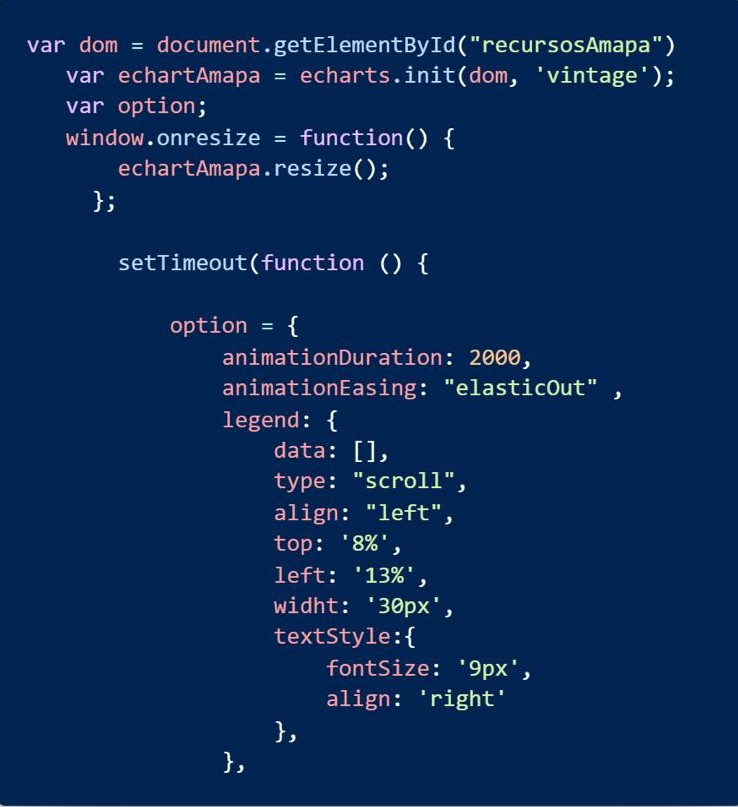 var dom = document.getElementById("recursosAmapa")
var echartAmapa = echarts.init(dom, 'vintage');
var option;
window.onresize = function() {
echartAmapa.resize();
};
setTimeout(function () {
option = {
animationDuration: 2000,
animationEasing: "elasticOut" ,
legend: {
data: [],
type: "scroll",
align: "left",
top: '8%',
left: '13%',
widht: '30px',
textStyle:{
fontSize: '9px',
align: 'right'
},
},